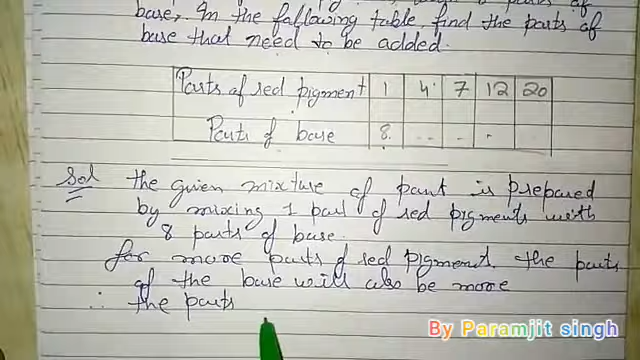 base. In the following table, find the parts of
base that need to be added.
Parts of red pigment 1 4 7 12 20
Parts of base 8 .. .. .
Sol the given mixture of paint is prepared
by mixing 1 part of red pigments with
8 parts of base.
for more parts of red pigment, the parts
of the base will also be more
∴ the parts
By Paramjit singh